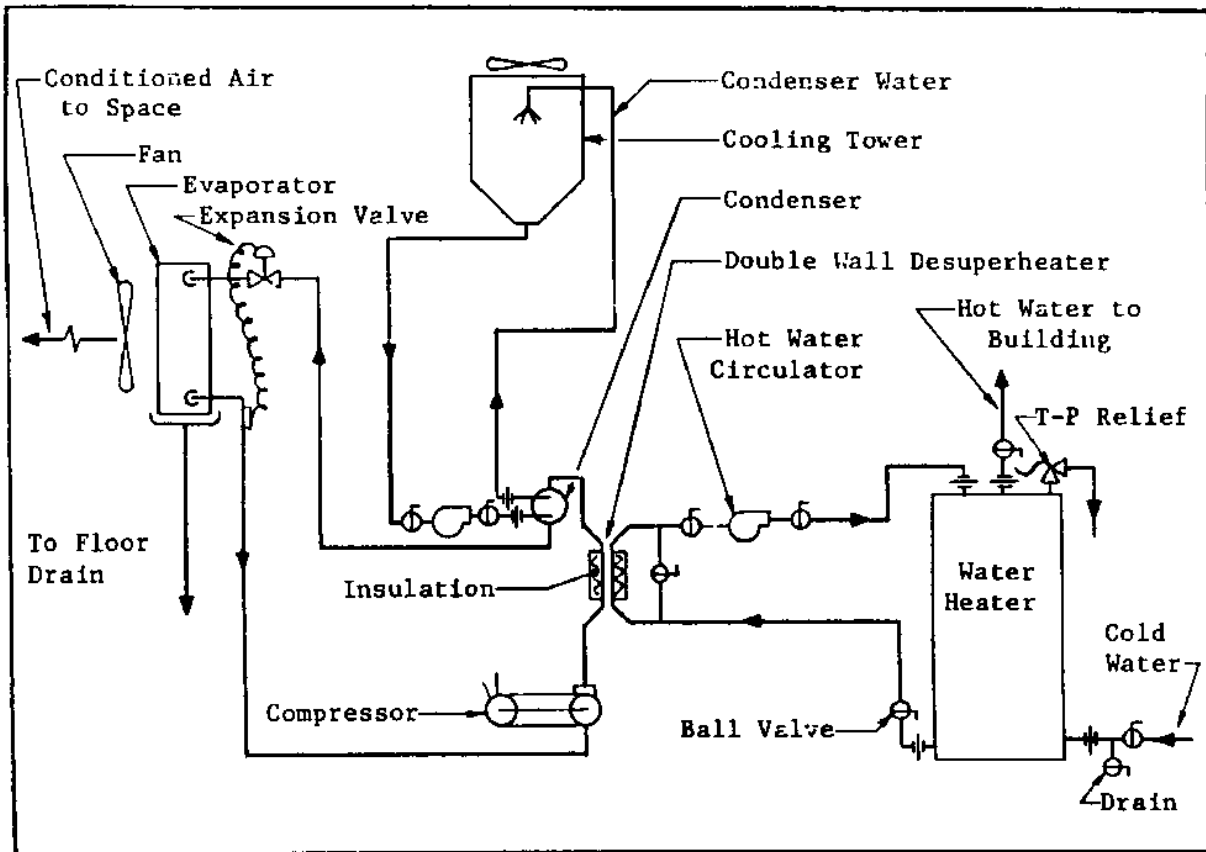 Conditioned Air
to Space
Fan
Evaporator
Expansion Valve
Condenser Water
Cooling Tower
Condenser
Double Wall Desuperheater
Hot Water
Circulator
Hot Water to
Building
T-P Relief
To Floor
Drain
Insulation
Water
Heater
Cold
Water
Compressor
Ball Valve
Drain